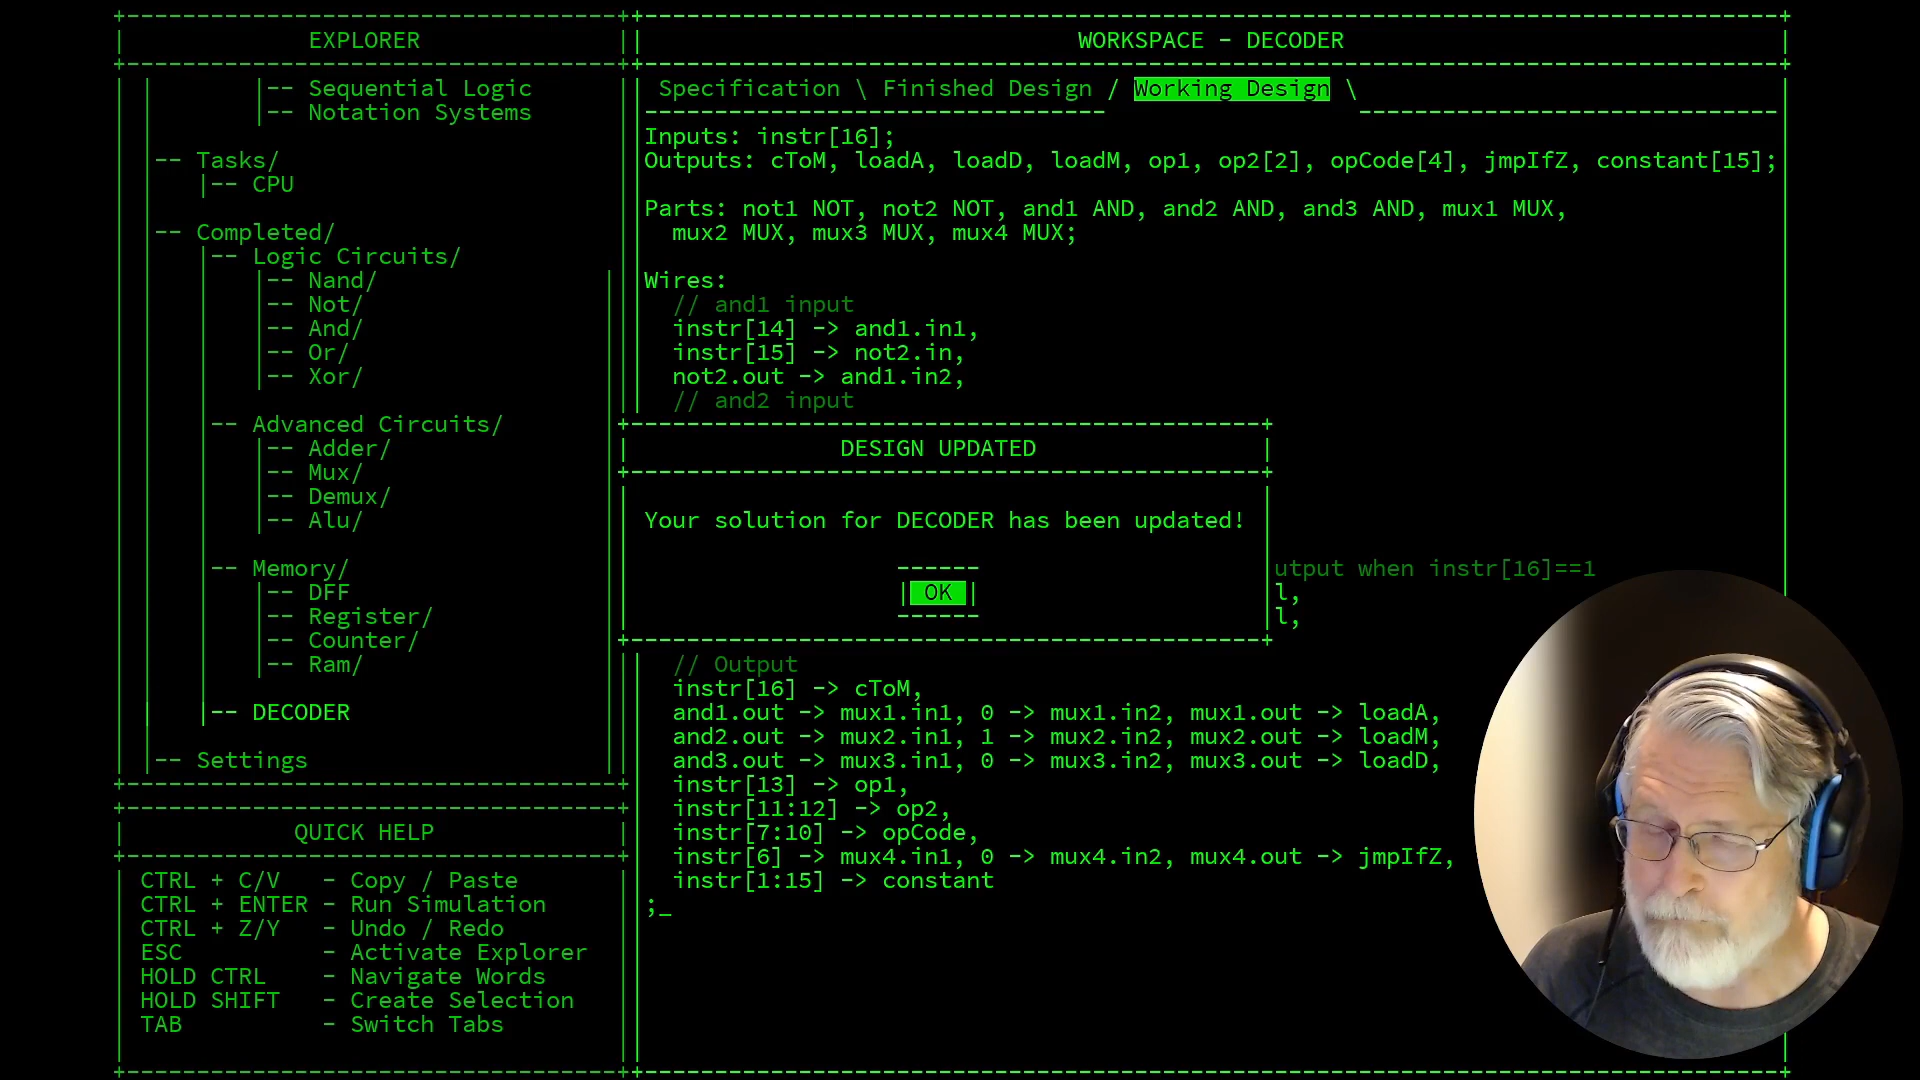 EXPLORER
|-- Sequential Logic
|-- Notation Systems
-- Tasks/
|-- CPU
-- Completed/
|-- Logic Circuits/
|-- Nand/
|-- Not/
|-- And/
|-- Or/
|-- Xor/
|-- Advanced Circuits/
|-- Adder/
|-- Mux/
|-- Demux/
|-- Alu/
|-- Memory/
|-- DFF
|-- Register/
|-- Counter/
|-- Ram/
|-- DECODER
|-- Settings
QUICK HELP
CTRL + C/V - Copy / Paste
CTRL + ENTER - Run Simulation
CTRL + Z/Y - Undo / Redo
ESC - Activate Explorer
HOLD CTRL - Navigate Words
HOLD SHIFT - Create Selection
TAB - Switch Tabs
WORKSPACE - DECODER
Specification \ Finished Design / Working Design \
Inputs: instr[16];
Outputs: cToM, loadA, loadD, loadM, op1, op2[2], opCode[4], jmpIfZ, constant[15];
Parts: not1 NOT, not2 NOT, and1 AND, and2 AND, and3 AND, mux1 MUX,
mux2 MUX, mux3 MUX, mux4 MUX;
Wires:
// and1 input
instr[14] -> and1.in1,
instr[15] -> not2.in,
not2.out -> and1.in2,
// and2 input
DESIGN UPDATED
Your solution for DECODER has been updated!
OK
utput when instr[16]==1
l,
l,
// Output
instr[16] -> cToM,
and1.out -> mux1.in1, 0 -> mux1.in2, mux1.out -> loadA,
and2.out -> mux2.in1, 1 -> mux2.in2, mux2.out -> loadM,
and3.out -> mux3.in1, 0 -> mux3.in2, mux3.out -> loadD,
instr[13] -> op1,
instr[11:12] -> op2,
instr[7:10] -> opCode,
instr[6] -> mux4.in1, 0 -> mux4.in2, mux4.out -> jmpIfZ,
instr[1:15] -> constant
;_